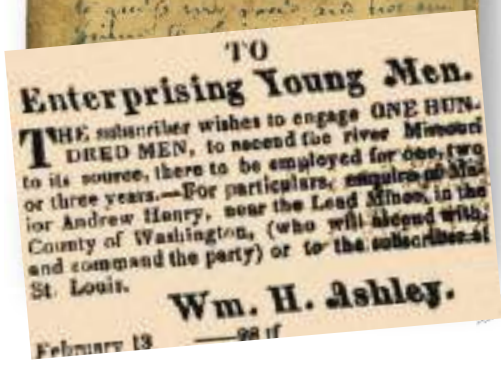 to
and not
TO
Enterprising Young Men.
THE subscriber wishes to engage ONE HUN-
DRED MEN, to ascend the river Missouri
to its source, there to be employed for one, two
or three years.—For particulars, enquire of Ma-
jor Andrew Henry, near the Lead Mines, in the
County of Washington, (who will ascend with,
and command the party) or to the subscriber at
St. Louis.
Wm. H. Ashley.
February 13 ——98 tf